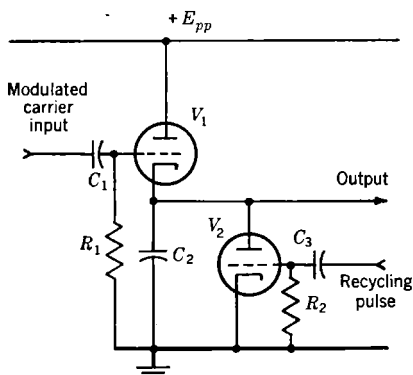 + E_pp
Modulated
carrier
input
V_1
C_1
Output
V_2
C_3
R_1
C_2
R_2
Recycling
pulse